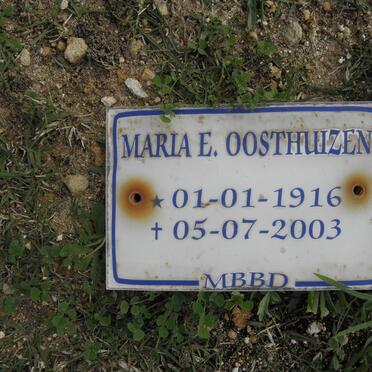 MARIA E. OOSTHUIZEN
★ 01-01-1916
✝ 05-07-2003
MBBD